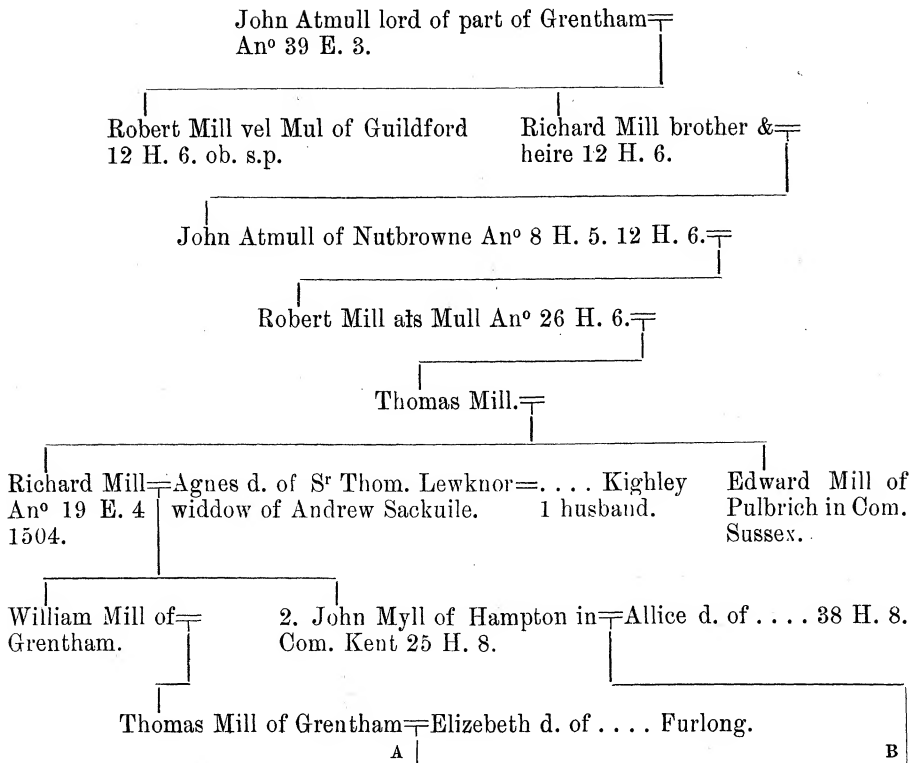 John Atmull lord of part of Grentham
Anº 39 E. 3.
Robert Mill vel Mul of Guildford
12 H. 6. ob. s.p.
Richard Mill brother &
heire 12 H. 6.
John Atmull of Nutbrowne Anº 8 H. 5. 12 H. 6.
Robert Mill als Mull Anº 26 H. 6.
Thomas Mill.
Richard Mill
Anº 19 E. 4
1504.
Agnes d. of Sʳ Thom. Lewknor
widdow of Andrew Sackuile.
. . . . Kighley
1 husband.
Edward Mill of
Pulbrich in Com.
Sussex.
William Mill of
Grentham.
2. John Myll of Hampton in
Com. Kent 25 H. 8.
Allice d. of . . . . 38 H. 8.
Thomas Mill of Grentham
Elizebeth d. of . . . . Furlong.
A
B